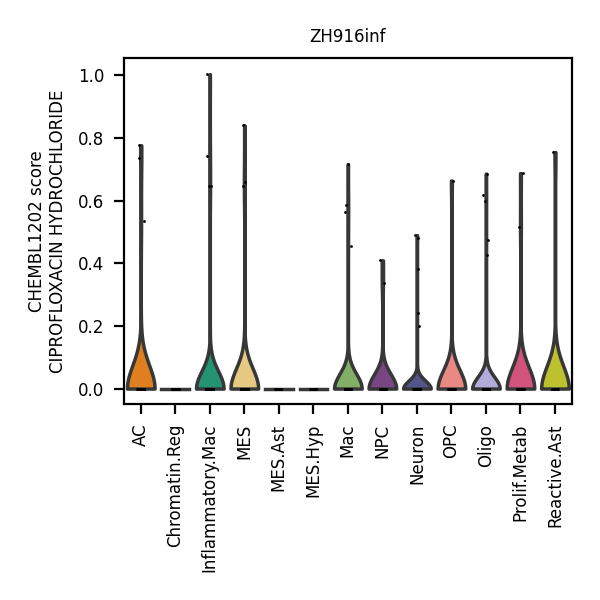 ZH916inf
CHEMBL1202 score
CIPROFLOXACIN HYDROCHLORIDE
1.0
0.8
0.6
0.4
0.2
0.0
AC
Chromatin.Reg
Inflammatory.Mac
MES
MES.Ast
MES.Hyp
Mac
NPC
Neuron
OPC
Oligo
Prolif.Metab
Reactive.Ast